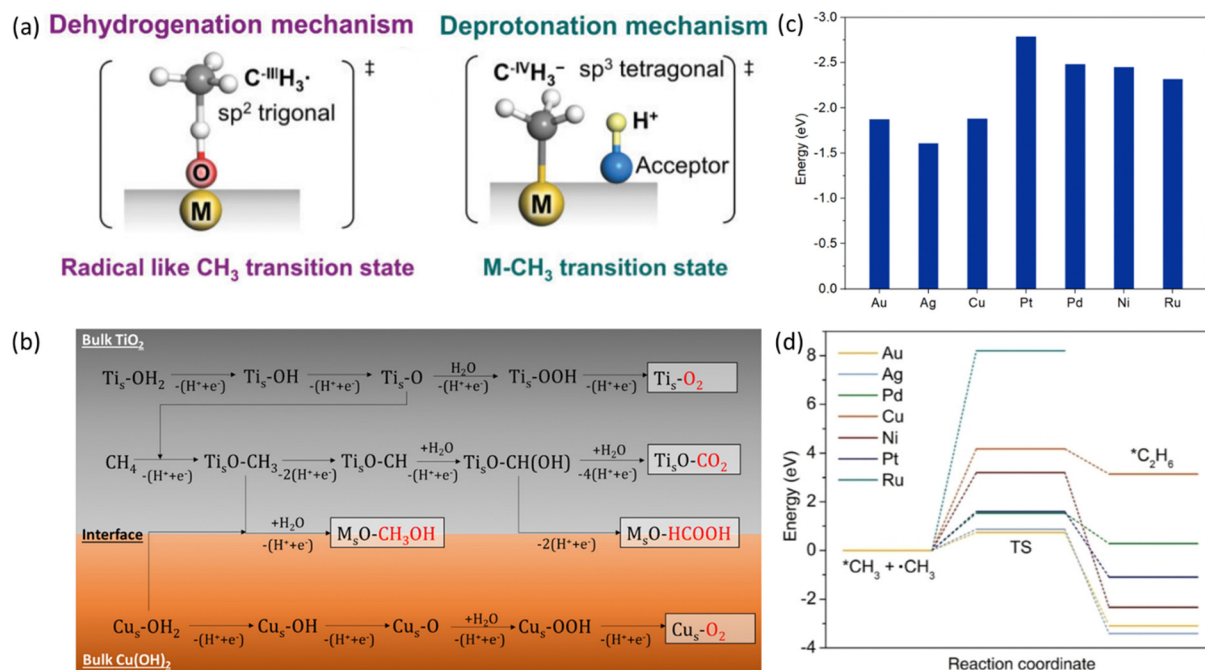 (a)
Dehydrogenation mechanism
C⁻ᴵᴵᴵH₃·
sp² trigonal
‡
O
M
Radical like CH₃ transition state
Deprotonation mechanism
C⁻ᴵⱽH₃⁻ sp³ tetragonal
‡
H⁺
Acceptor
M
M-CH₃ transition state
(b)
Bulk TiO₂
Tiₛ-OH₂ -(H⁺+e⁻) Tiₛ-OH -(H⁺+e⁻) Tiₛ-O H₂O -(H⁺+e⁻) Tiₛ-OOH -(H⁺+e⁻) Tiₛ-O₂
CH₄ -(H⁺+e⁻) TiₛO-CH₃ -2(H⁺+e⁻) TiₛO-CH +H₂O -(H⁺+e⁻) TiₛO-CH(OH) +H₂O -4(H⁺+e⁻) TiₛO-CO₂
Interface
+H₂O -(H⁺+e⁻) MₛO-CH₃OH -2(H⁺+e⁻) MₛO-HCOOH
Cuₛ-OH₂ -(H⁺+e⁻) Cuₛ-OH -(H⁺+e⁻) Cuₛ-O +H₂O -(H⁺+e⁻) Cuₛ-OOH -(H⁺+e⁻) Cuₛ-O₂
Bulk Cu(OH)₂
(c)
Energy (eV)
-3.0
-2.5
-2.0
-1.5
-1.0
-0.5
0.0
Au Ag Cu Pt Pd Ni Ru
(d)
Energy (eV)
8
6
4
2
0
-2
-4
Au
Ag
Pd
Cu
Ni
Pt
Ru
*C₂H₆
*CH₃ + ·CH₃
TS
Reaction coordinate